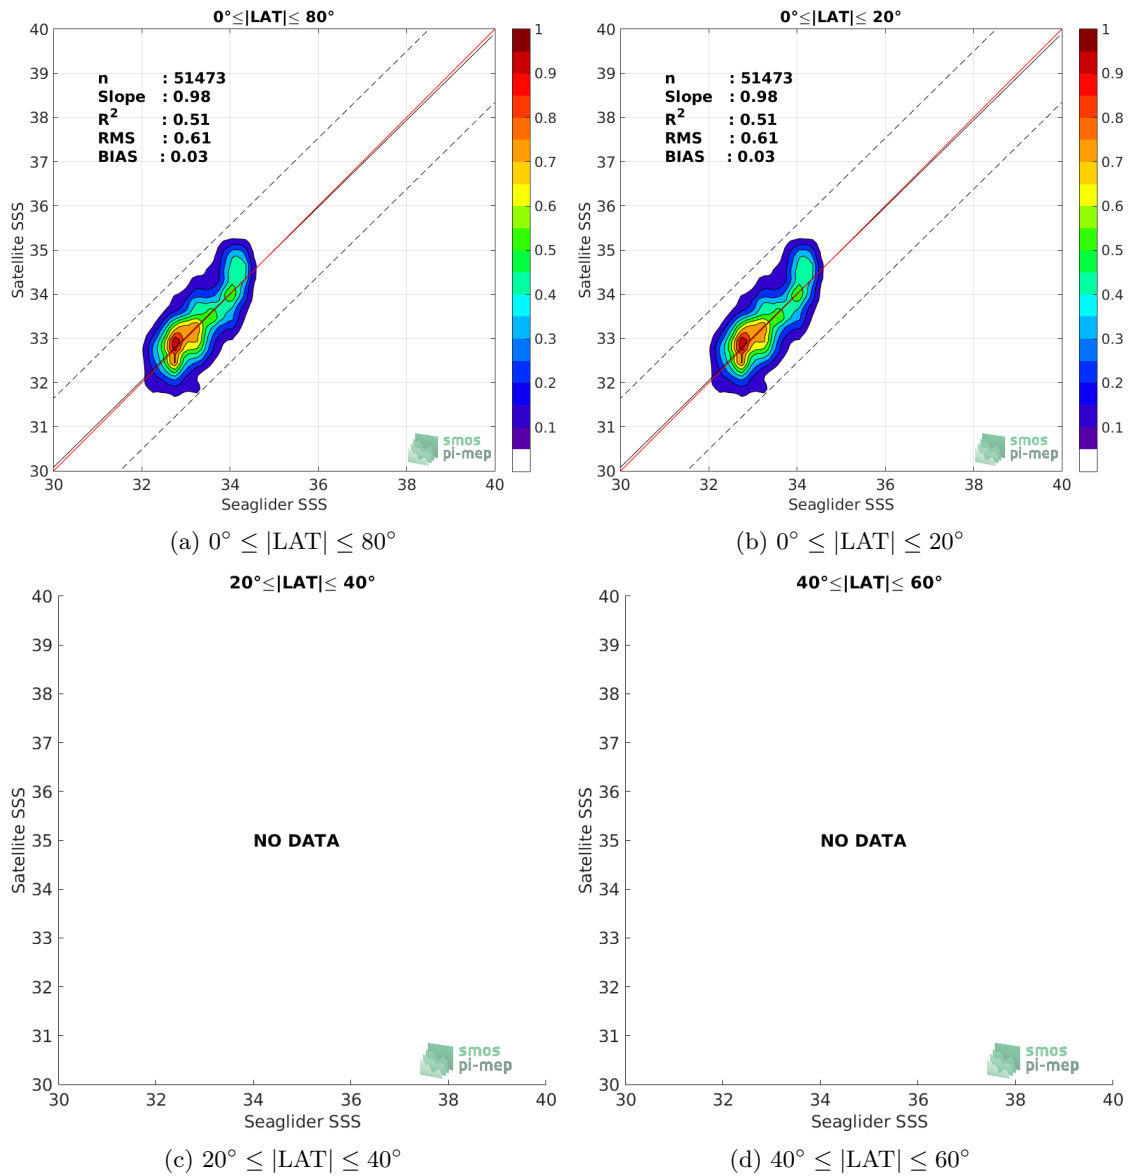 0°≤|LAT|≤ 80°
n : 51473
Slope : 0.98
R² : 0.51
RMS : 0.61
BIAS : 0.03
40
39
38
37
36
35
34
33
32
31
30
Satellite SSS
30 32 34 36 38 40
Seaglider SSS
1
0.9
0.8
0.7
0.6
0.5
0.4
0.3
0.2
0.1
smos
pi-mep
(a) 0° ≤ |LAT| ≤ 80°
0°≤|LAT|≤ 20°
n : 51473
Slope : 0.98
R² : 0.51
RMS : 0.61
BIAS : 0.03
40
39
38
37
36
35
34
33
32
31
30
Satellite SSS
30 32 34 36 38 40
Seaglider SSS
1
0.9
0.8
0.7
0.6
0.5
0.4
0.3
0.2
0.1
smos
pi-mep
(b) 0° ≤ |LAT| ≤ 20°
20°≤|LAT|≤ 40°
40
39
38
37
36
35
34
33
32
31
30
Satellite SSS
NO DATA
smos
pi-mep
30 32 34 36 38 40
Seaglider SSS
(c) 20° ≤ |LAT| ≤ 40°
40°≤|LAT|≤ 60°
40
39
38
37
36
35
34
33
32
31
30
Satellite SSS
NO DATA
smos
pi-mep
30 32 34 36 38 40
Seaglider SSS
(d) 40° ≤ |LAT| ≤ 60°